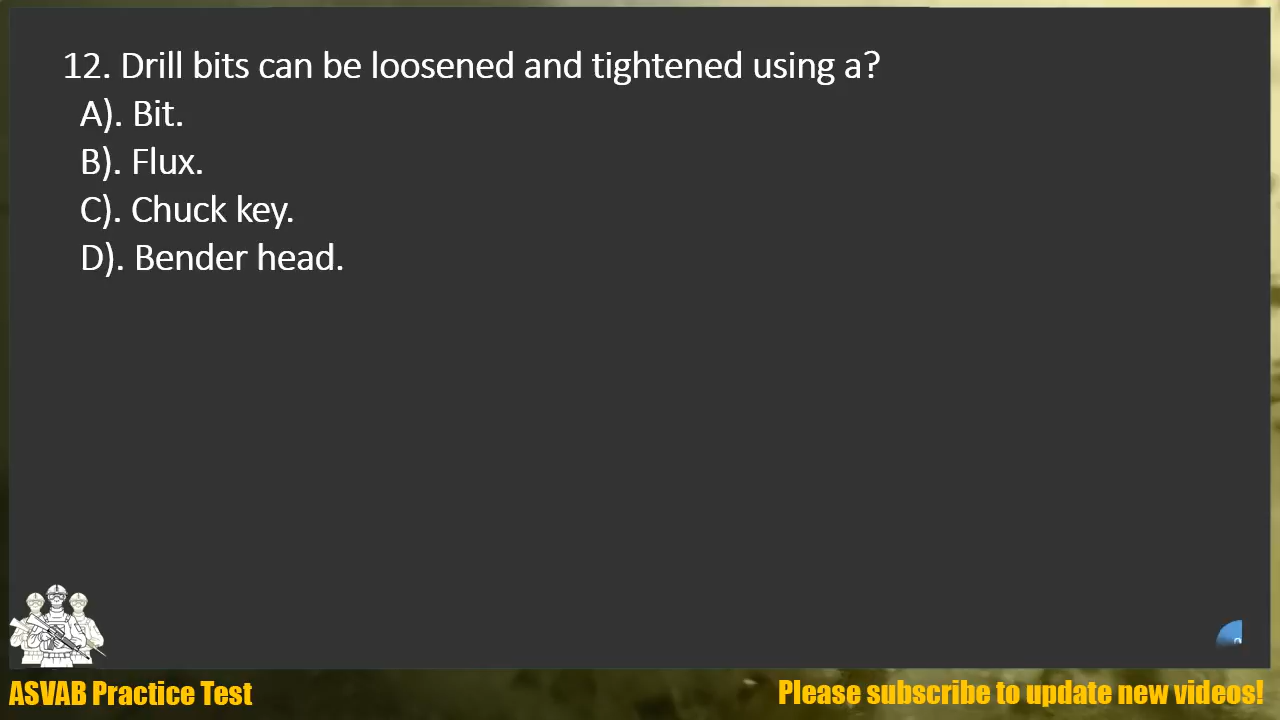 12. Drill bits can be loosened and tightened using a?
A). Bit.
B). Flux.
C). Chuck key.
D). Bender head.
ASVAB Practice Test
Please subscribe to update new videos!